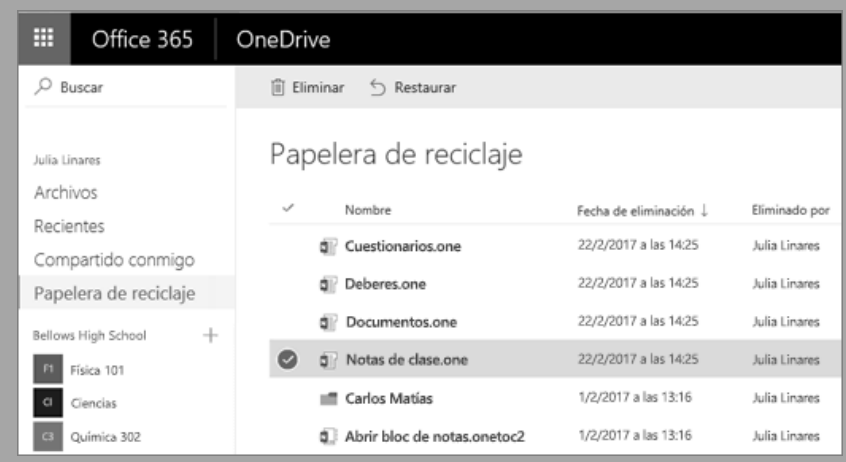 Office 365 OneDrive
Buscar
Eliminar Restaurar
Julia Linares
Archivos
Recientes
Compartido conmigo
Papelera de reciclaje
Bellows High School
F1 Física 101
CI Ciencias
C3 Química 302
Papelera de reciclaje
Nombre Fecha de eliminación ↓ Eliminado por
Cuestionarios.one 22/2/2017 a las 14:25 Julia Linares
Deberes.one 22/2/2017 a las 14:25 Julia Linares
Documentos.one 22/2/2017 a las 14:25 Julia Linares
Notas de clase.one 22/2/2017 a las 14:25 Julia Linares
Carlos Matías 1/2/2017 a las 13:16 Julia Linares
Abrir bloc de notas.onetoc2 1/2/2017 a las 13:16 Julia Linares